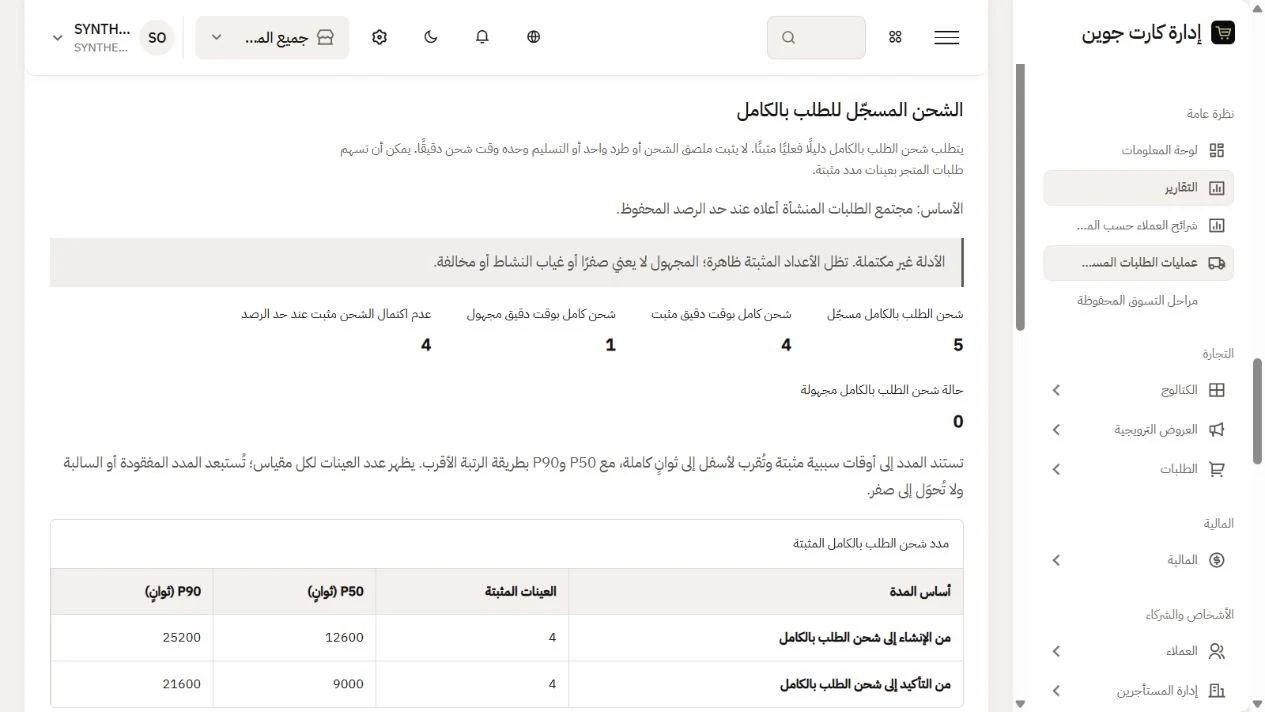 إدارة كارت جوين
نظرة عامة
لوحة المعلومات
التقارير
شرائح العملاء حسب المـ...
عمليات الطلبات المسـ...
مراحل التسوق المحفوظة
التجارة
الكتالوج
العروض الترويجية
الطلبات
المالية
المالية
الأشخاص والشركاء
العملاء
إدارة المستأجرين
جميع المـ...
SO
SYNTH...
SYNTHE...
الشحن المسجّل للطلب بالكامل
يتطلب شحن الطلب بالكامل دليلًا فعليًا مثبتًا. لا يثبت ملصق الشحن أو طرد واحد أو التسليم وحده وقت شحن دقيقًا. يمكن أن تسهم
طلبات المتجر بعينات مدد مثبتة.
الأساس: مجتمع الطلبات المنشأة أعلاه عند حد الرصد المحفوظ.
الأدلة غير مكتملة. تظل الأعداد المثبتة ظاهرة؛ المجهول لا يعني صفرًا أو غياب النشاط أو مخالفة.
شحن الطلب بالكامل مسجّل
5
شحن كامل بوقت دقيق مثبت
4
شحن كامل بوقت دقيق مجهول
1
عدم اكتمال الشحن مثبت عند حد الرصد
4
حالة شحن الطلب بالكامل مجهولة
0
تستند المدد إلى أوقات سببية مثبتة وتُقرب لأسفل إلى ثوانٍ كاملة، مع P50 وP90 بطريقة الرتبة الأقرب. يظهر عدد العينات لكل مقياس؛ تُستبعد المدد المفقودة أو السالبة
ولا تُحوّل إلى صفر.
مدد شحن الطلب بالكامل المثبتة
أساس المدة العينات المثبتة P50 (ثوانٍ) P90 (ثوانٍ)
من الإنشاء إلى شحن الطلب بالكامل 4 12600 25200
من التأكيد إلى شحن الطلب بالكامل 4 9000 21600